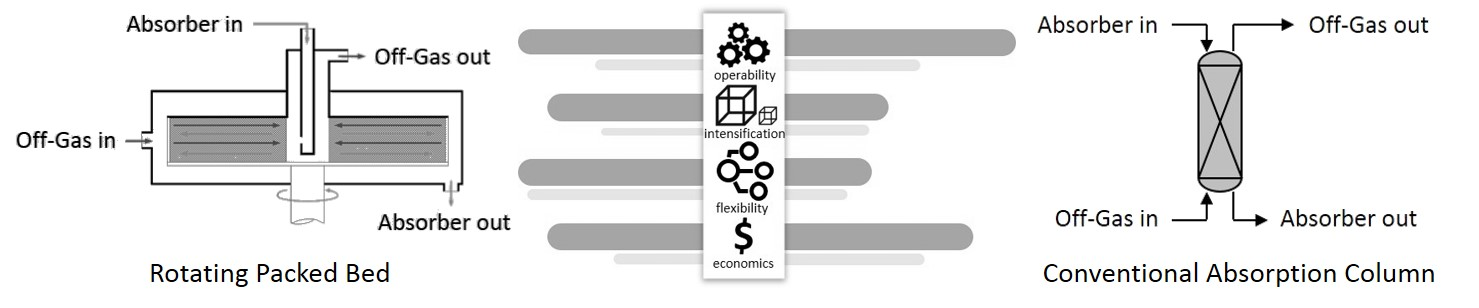 Absorber in
Off-Gas out
Off-Gas in
Absorber out
Rotating Packed Bed
operability
intensification
flexibility
$
economics
Absorber in
Off-Gas out
Off-Gas in
Absorber out
Conventional Absorption Column